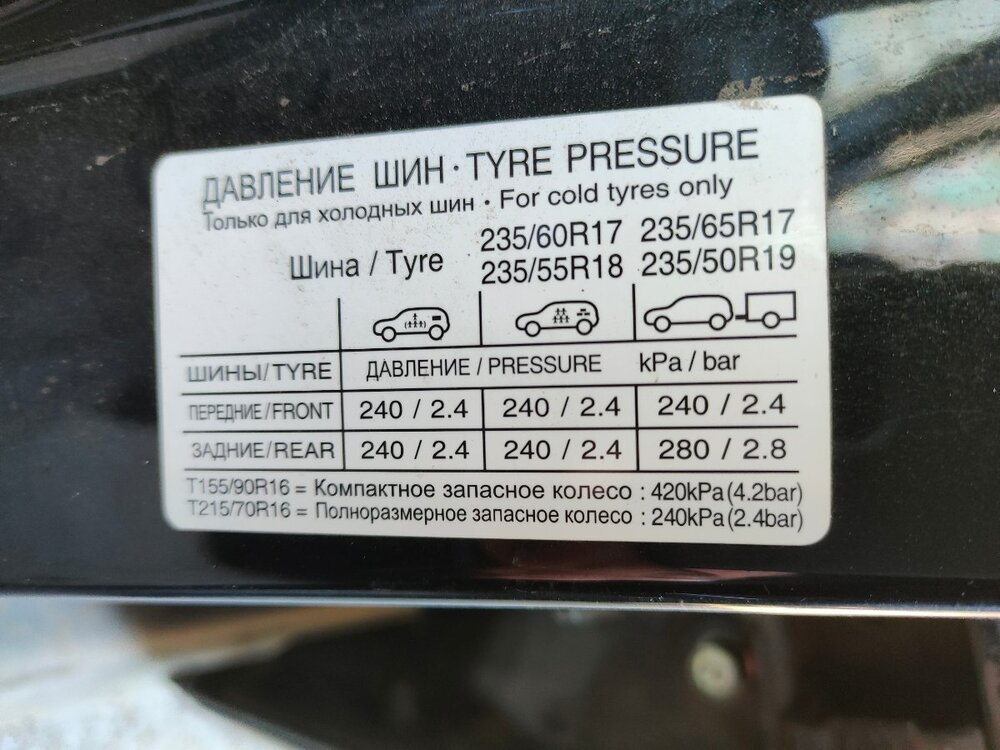 ДАВЛЕНИЕ ШИН · TYRE PRESSURE
Только для холодных шин · For cold tyres only
Шина / Tyre 235/60R17 235/65R17
235/55R18 235/50R19
ШИНЫ/TYRE ДАВЛЕНИЕ / PRESSURE kPa / bar
ПЕРЕДНИЕ/FRONT 240 / 2.4 240 / 2.4 240 / 2.4
ЗАДНИЕ/REAR 240 / 2.4 240 / 2.4 280 / 2.8
T155/90R16 = Компактное запасное колесо : 420kPa(4.2bar)
T215/70R16 = Полноразмерное запасное колесо : 240kPa(2.4bar)